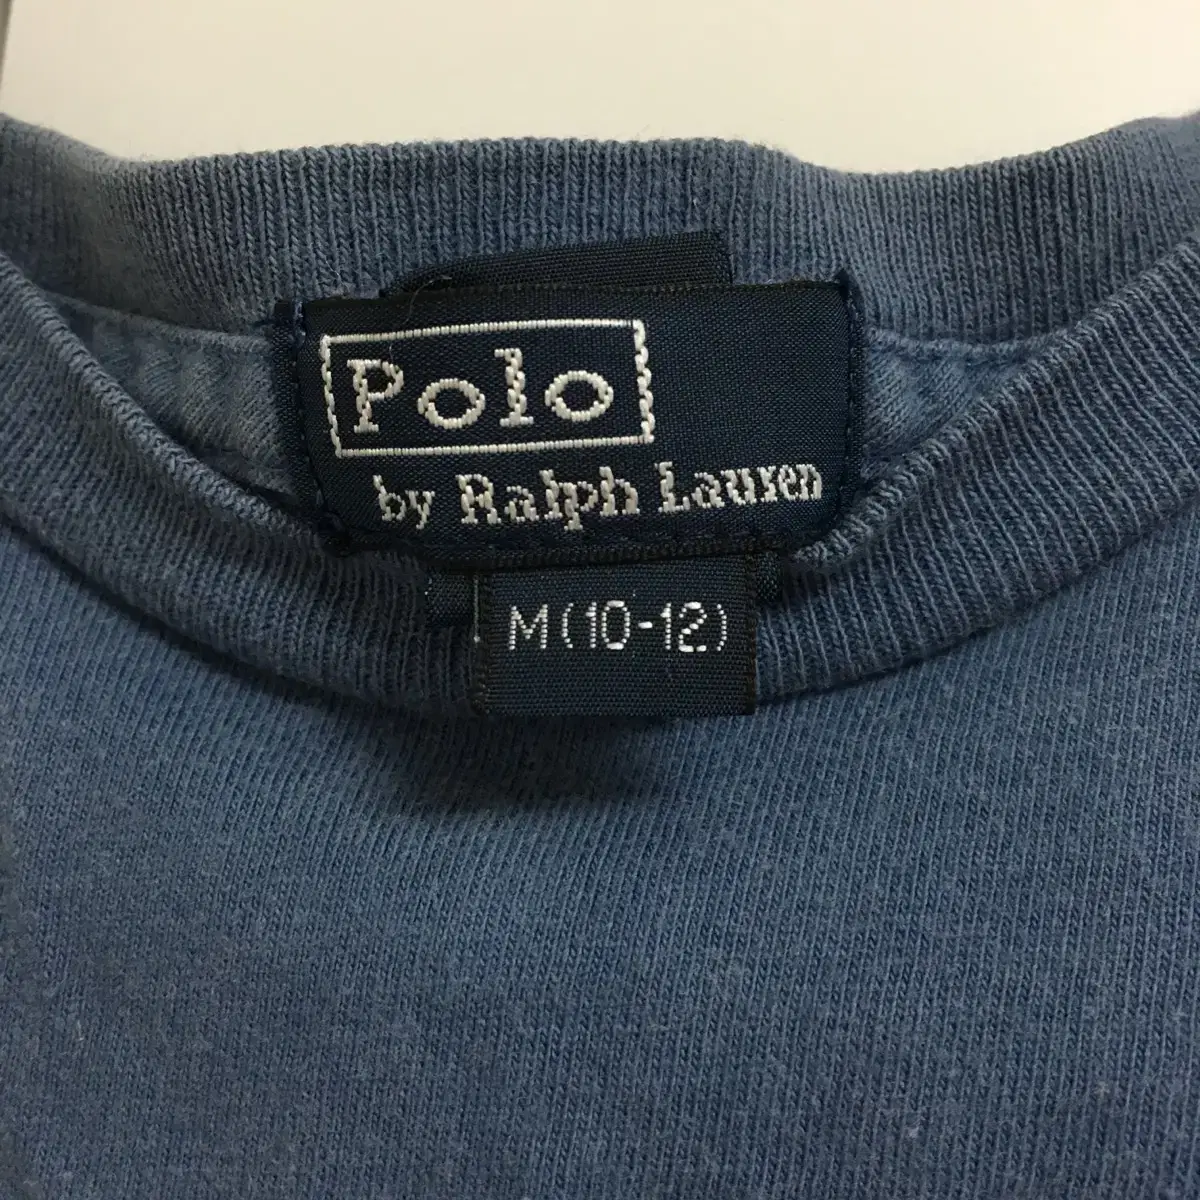 Polo
by Ralph Lauren
M(10-12)